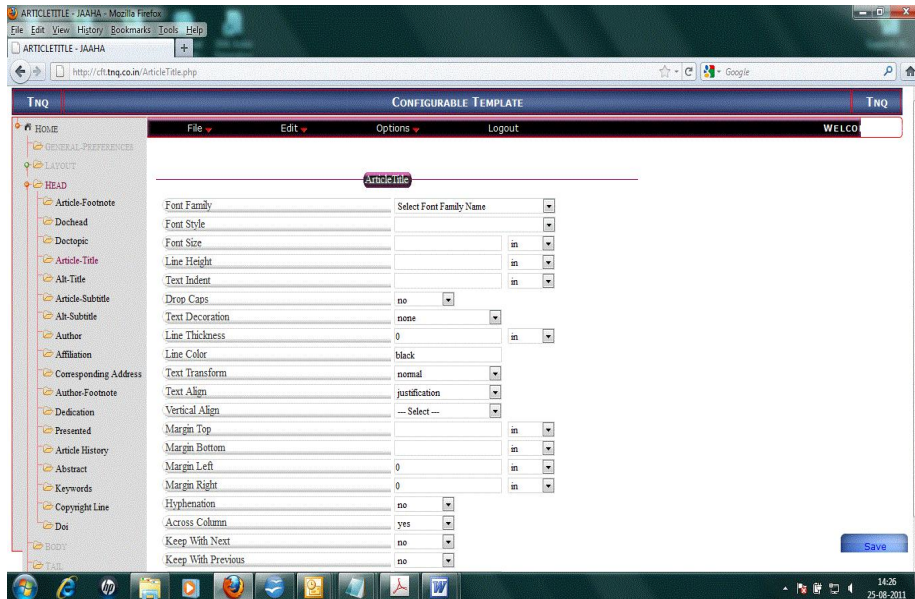 ARTICLETITLE - JAAHA - Mozilla Firefox
File Edit View History Bookmarks Tools Help
ARTICLETITLE - JAAHA +
http://cft.tnq.co.in/ArticleTitle.php Google
TNQ CONFIGURABLE TEMPLATE TNQ
HOME File Edit Options Logout WELCO
GENERAL-PREFERENCES
LAYOUT
HEAD
ArticleTitle
Article-Footnote
Dochead
Doctopic
Article-Title
Alt-Title
Article-Subtitle
Alt-Subtitle
Author
Affiliation
Corresponding Address
Author-Footnote
Dedication
Presented
Article History
Abstract
Keywords
Copyright Line
Doi
BODY
TAIL
Font Family Select Font Family Name
Font Style
Font Size in
Line Height in
Text Indent in
Drop Caps no
Text Decoration none
Line Thickness 0 in
Line Color black
Text Transform normal
Text Align justification
Vertical Align --- Select ---
Margin Top in
Margin Bottom in
Margin Left 0 in
Margin Right 0 in
Hyphenation no
Across Column yes
Keep With Next no
Keep With Previous no
Save
hp
W
14:26
25-08-2011